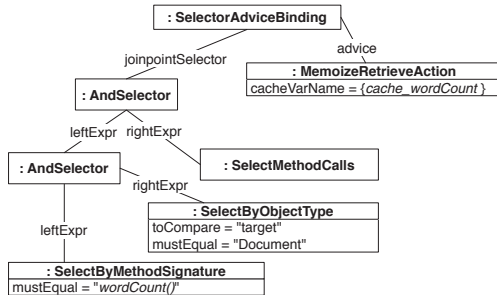 : SelectorAdviceBinding
joinpointSelector
advice
: MemoizeRetrieveAction
cacheVarName = {cache_wordCount }
: AndSelector
leftExpr
rightExpr
: AndSelector
: SelectMethodCalls
rightExpr
leftExpr
: SelectByObjectType
toCompare = "target"
mustEqual = "Document"
: SelectByMethodSignature
mustEqual = "wordCount()"